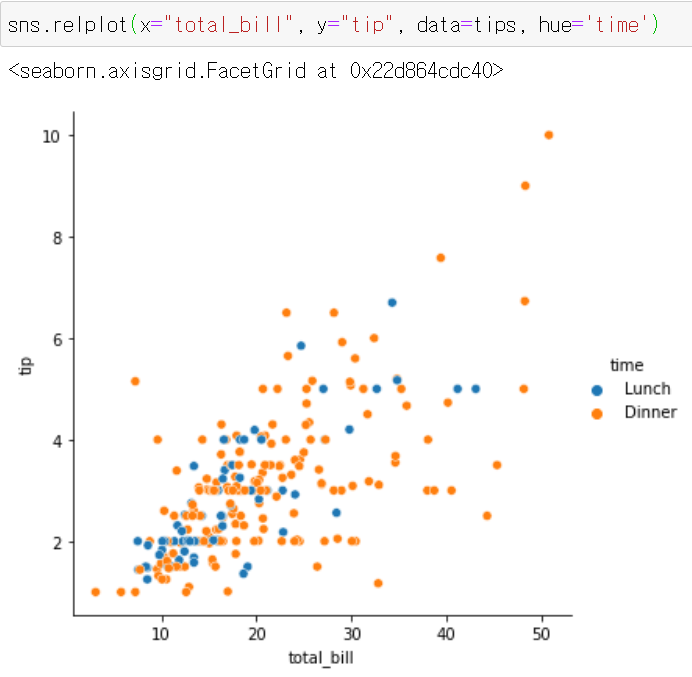 sns.relplot(x="total_bill", y="tip", data=tips, hue='time')
<seaborn.axisgrid.FacetGrid at 0x22d864cdc40>
10
8
6
4
2
tip
10 20 30 40 50
total_bill
time
Lunch
Dinner